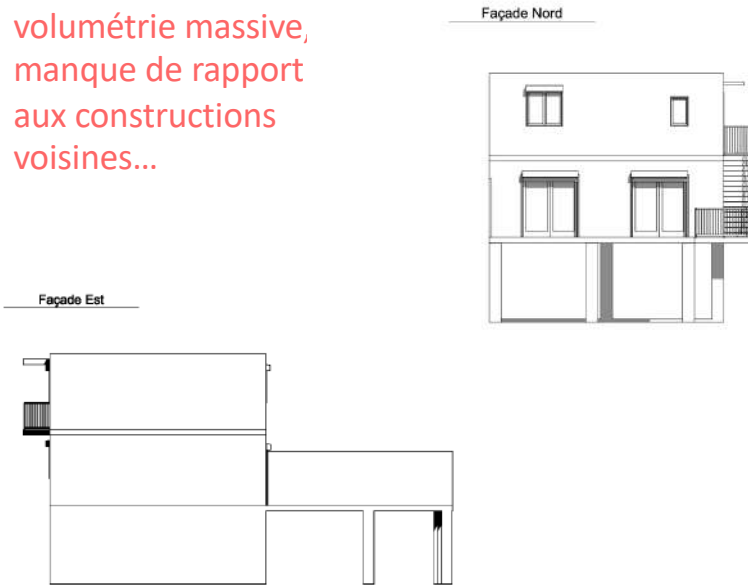 volumétrie massive,
manque de rapport
aux constructions
voisines...
Façade Nord
Façade Est